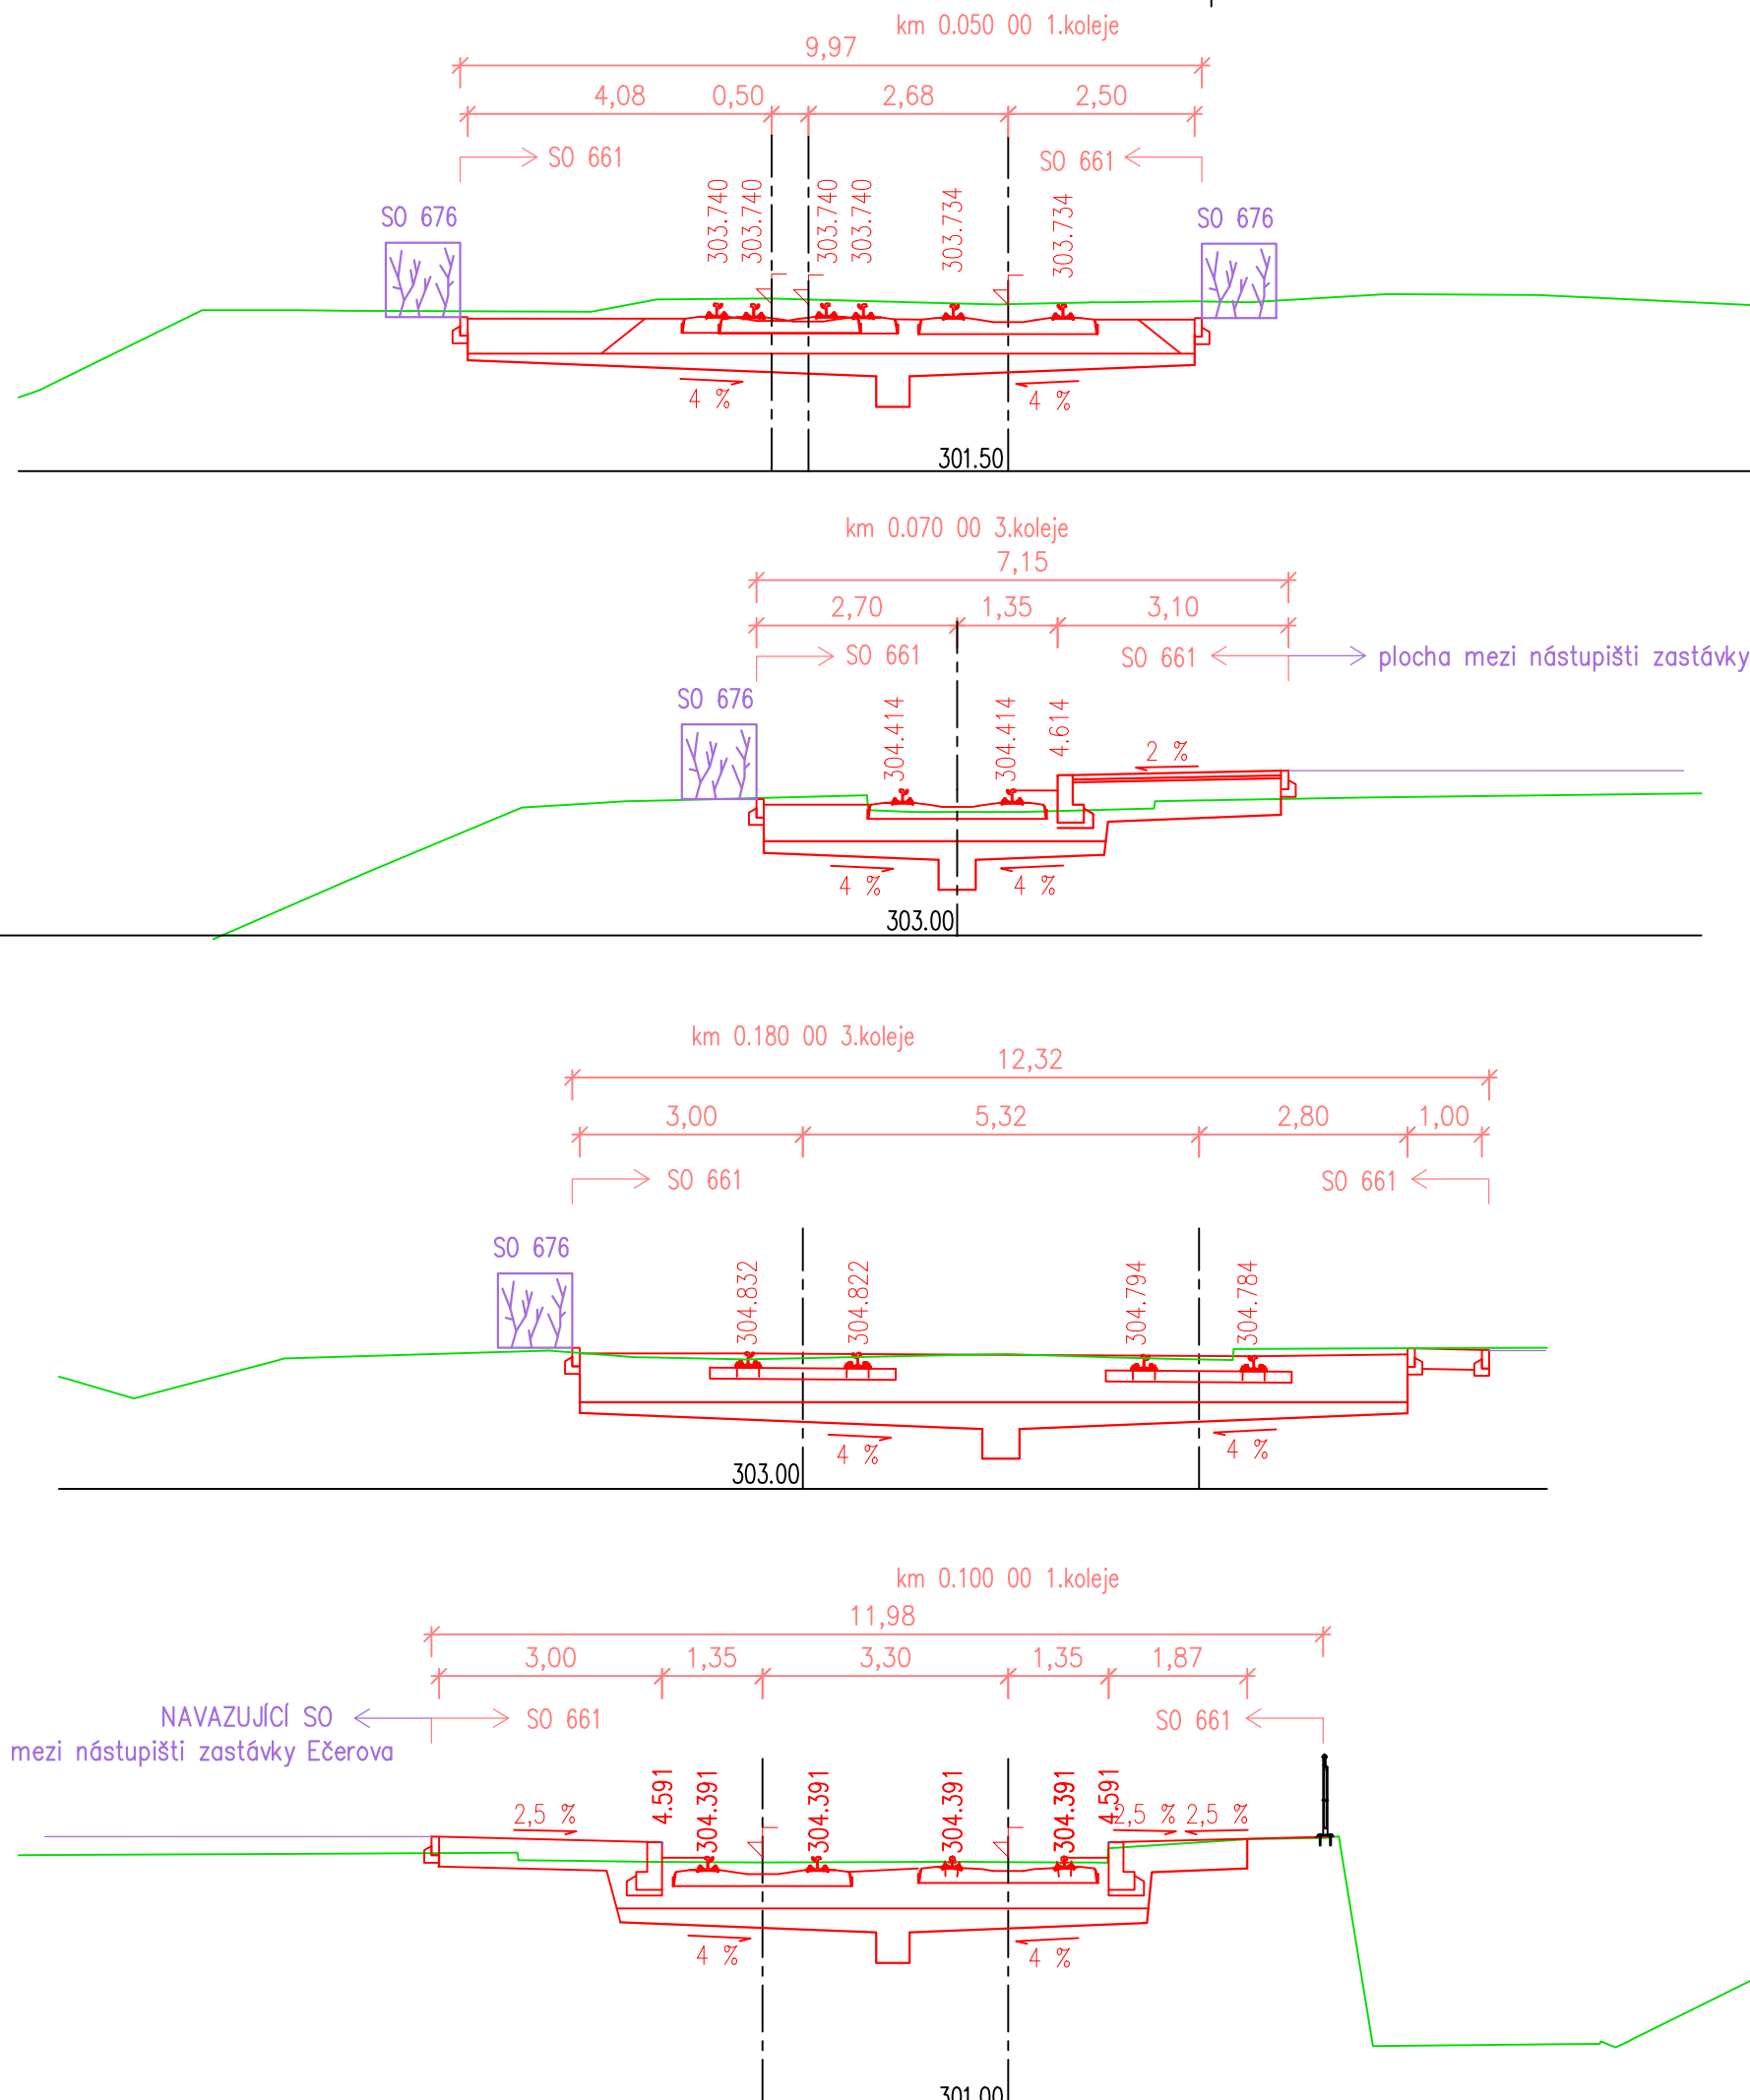 km 0.050 00 1.koleje
9,97
4,08 0,50 2,68 2,50
SO 661 SO 661
303.740 303.740 303.740 303.740 303.734 303.734
SO 676 SO 676
4 % 4 %
301.50
km 0.070 00 3.koleje
7,15
2,70 1,35 3,10
SO 661 SO 661 plocha mezi nástupišti zastávky
SO 676
304.414 304.414 4.614
2 %
4 % 4 %
303.00
km 0.180 00 3.koleje
12,32
3,00 5,32 2,80 1,00
SO 661 SO 661
SO 676
304.832 304.822 304.794 304.784
4 % 4 %
303.00
km 0.100 00 1.koleje
11,98
3,00 1,35 3,30 1,35 1,87
NAVAZUJÍCÍ SO SO 661 SO 661
mezi nástupišti zastávky Ečerova
4.591 304.391 304.391 304.391 304.391 4.591
2,5 % 2,5 % 2,5 %
4 % 4 %
301.00